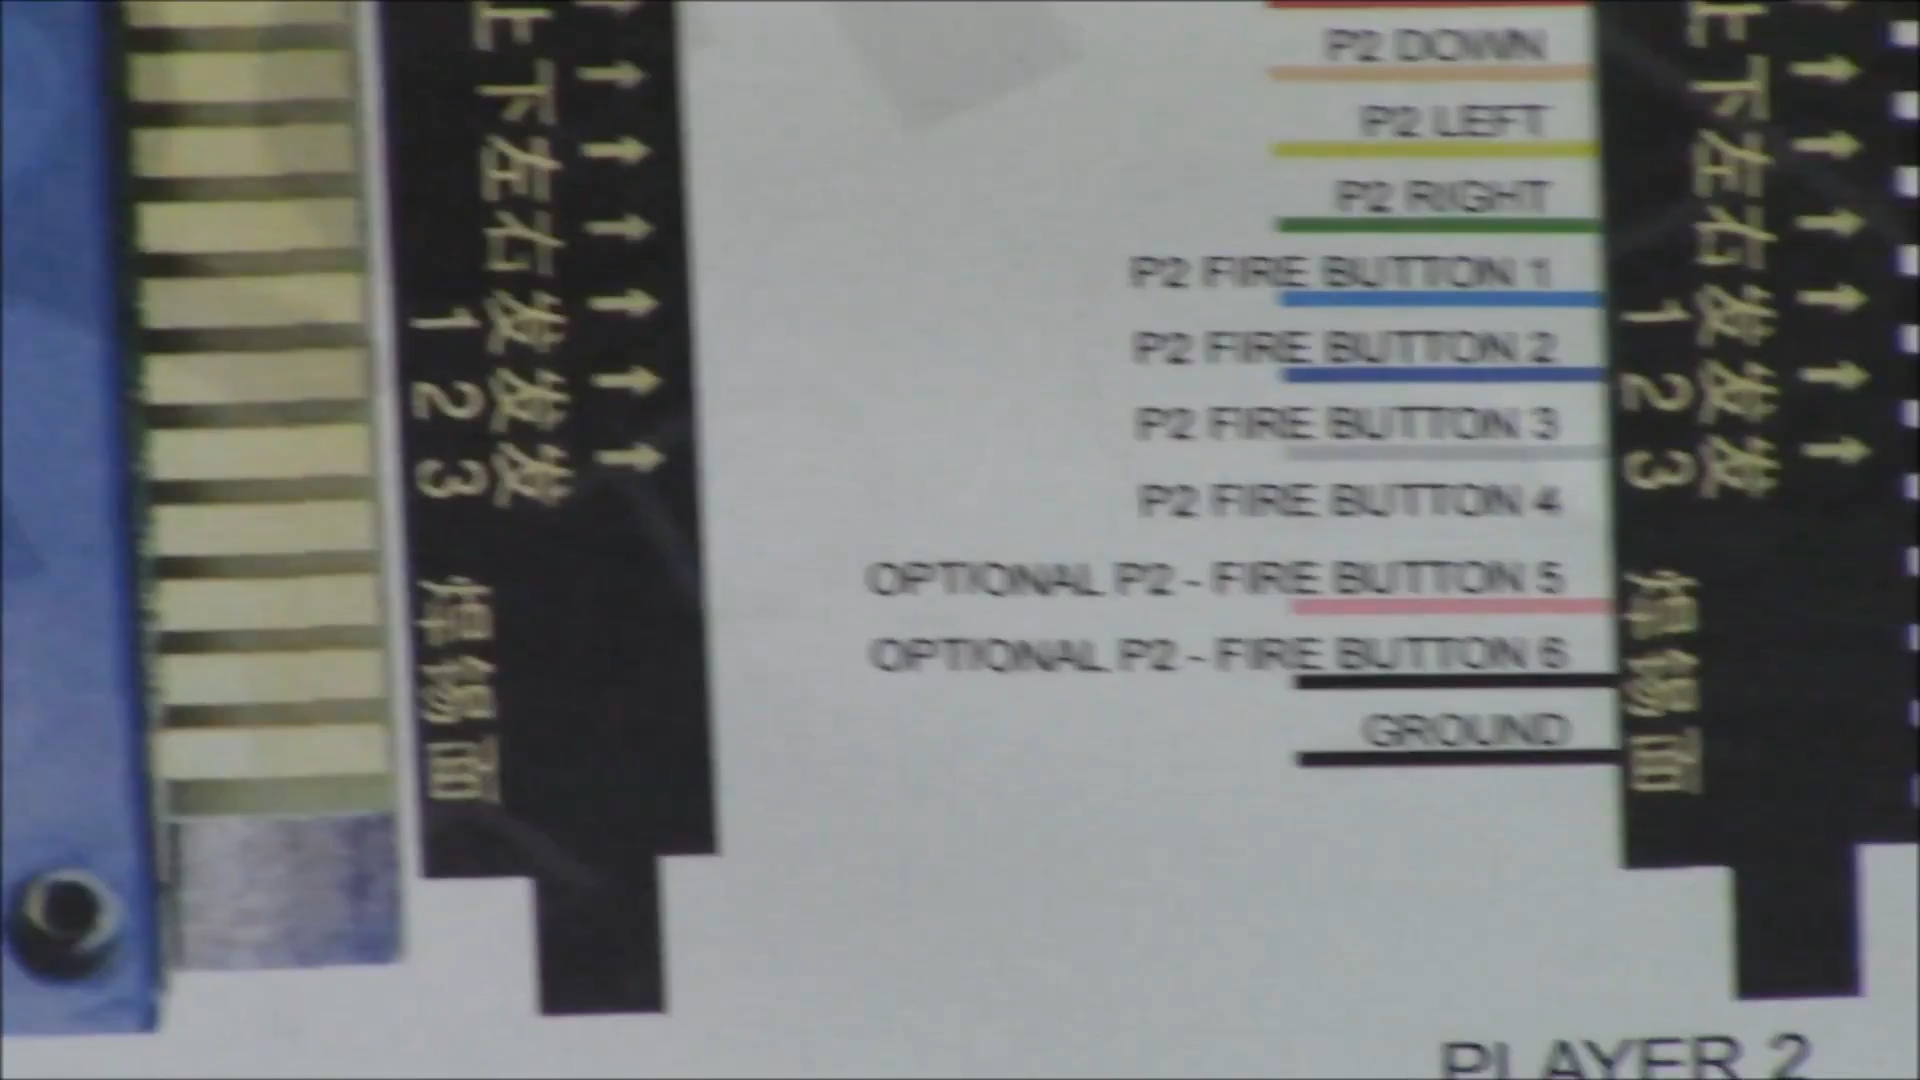 上
下
左
右
发 1
发 2
发 3
焊锡面
P2 DOWN
P2 LEFT
P2 RIGHT
P2 FIRE BUTTON 1
P2 FIRE BUTTON 2
P2 FIRE BUTTON 3
P2 FIRE BUTTON 4
OPTIONAL P2 - FIRE BUTTON 5
OPTIONAL P2 - FIRE BUTTON 6
GROUND
上
下
左
右
发 1
发 2
发 3
焊锡面
PLAYER 2